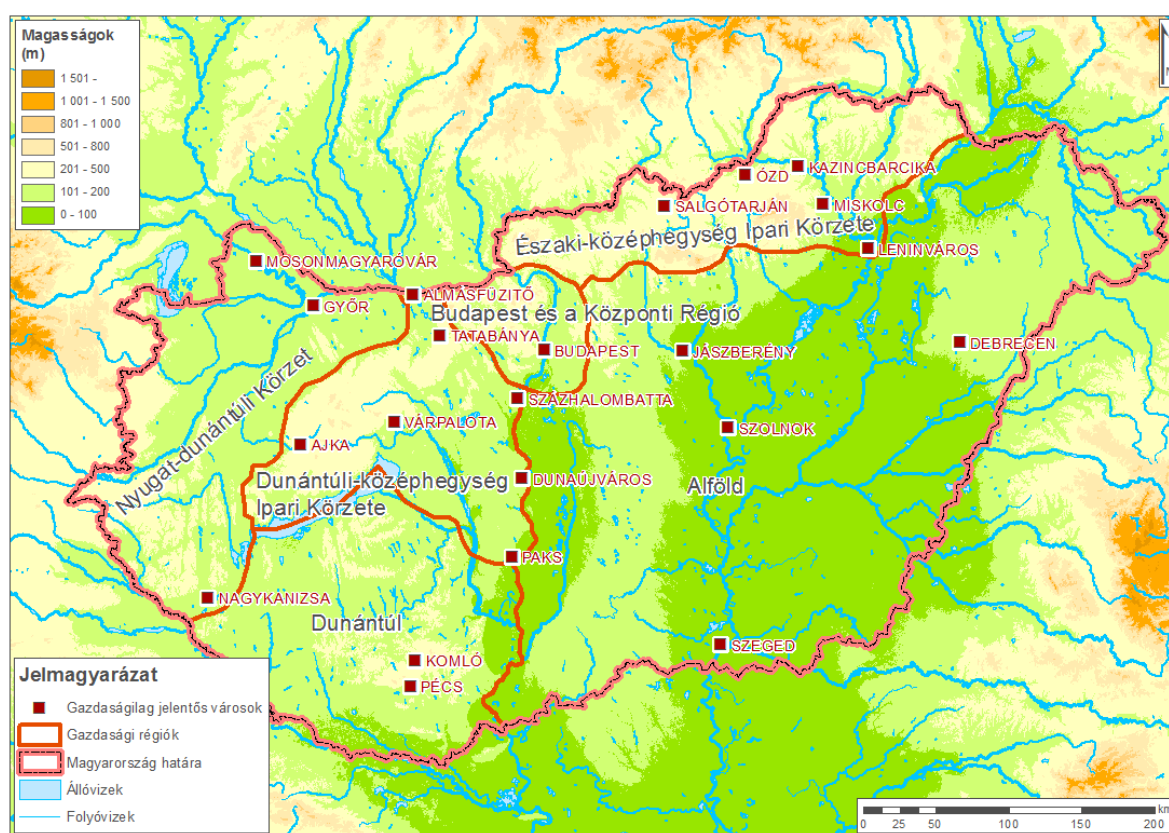 Magasságok
(m)
1 501 -
1 001 - 1 500
801 - 1 000
501 - 800
201 - 500
101 - 200
0 - 100
N
ÓZD
KAZINCBARCIKA
SALGÓTARJÁN
MISKOLC
Északi-középhegység Ipari Körzete
LENINVÁROS
MOSONMAGYARÓVÁR
ALMÁSFÜZITŐ
GYŐR
Budapest és a Központi Régió
TATABÁNYA
BUDAPEST
JÁSZBERÉNY
DEBRECEN
Nyugat-dunántúli Körzet
SZÁZHALOMBATTA
VÁRPALOTA
SZOLNOK
AJKA
Dunántúli-középhegység
Ipari Körzete
DUNAÚJVÁROS
Alföld
PAKS
NAGYKANIZSA
Dunántúl
SZEGED
KOMLÓ
PÉCS
Jelmagyarázat
Gazdaságilag jelentős városok
Gazdasági régiók
Magyarország határa
Állóvizek
Folyóvizek
km
0 25 50 100 150 200